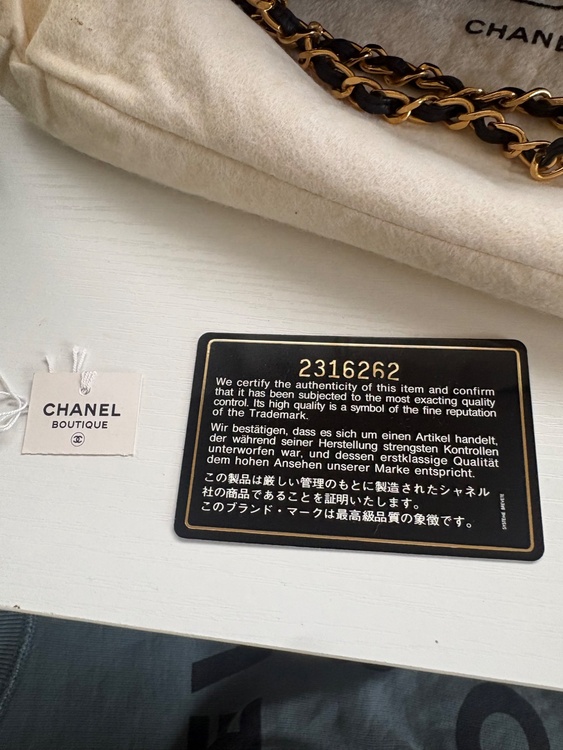 CHANE
CHANEL
BOUTIQUE
2316262
We certify the authenticity of this item and confirm
that it has been subjected to the most exacting quality
control. Its high quality is a symbol of the fine reputation
of the Trademark.
Wir bestätigen, dass es sich um einen Artikel handelt,
der während seiner Herstellung strengsten Kontrollen
unterworfen war, und dessen erstklassige Qualität
dem hohen Ansehen unserer Marke entspricht.
この製品は厳しい管理のもとに製造されたシャネル
社の商品であることを証明いたします。
このブランド・マークは最高級品質の象徴です。